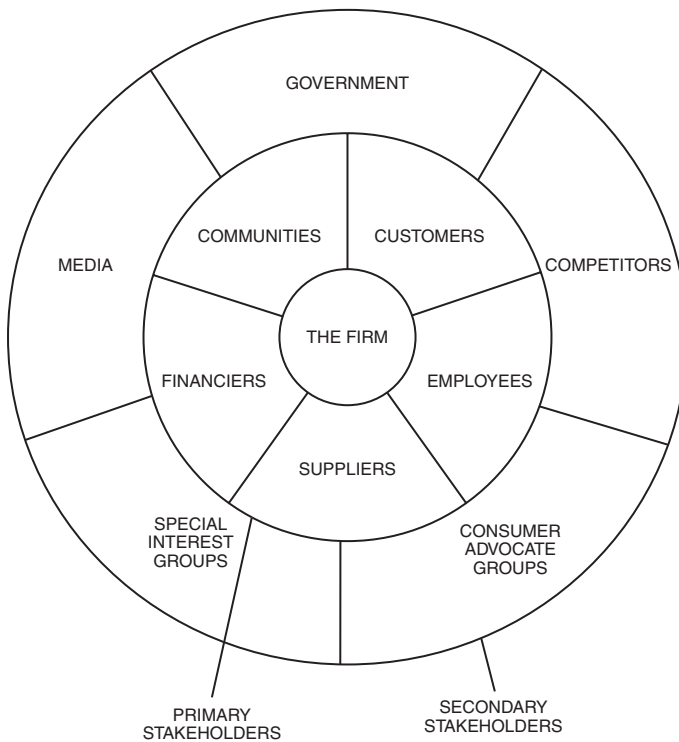 GOVERNMENT
COMMUNITIES
CUSTOMERS
MEDIA
COMPETITORS
THE FIRM
FINANCIERS
EMPLOYEES
SUPPLIERS
SPECIAL
INTEREST
GROUPS
CONSUMER
ADVOCATE
GROUPS
PRIMARY
STAKEHOLDERS
SECONDARY
STAKEHOLDERS